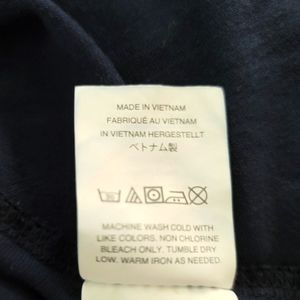 MADE IN VIETNAM
FABRIQUÉ AU VIETNAM
IN VIETNAM HERGESTELLT
ベトナム製
MACHINE WASH COLD WITH
LIKE COLORS. NON CHLORINE
BLEACH ONLY. TUMBLE DRY
LOW. WARM IRON AS NEEDED.